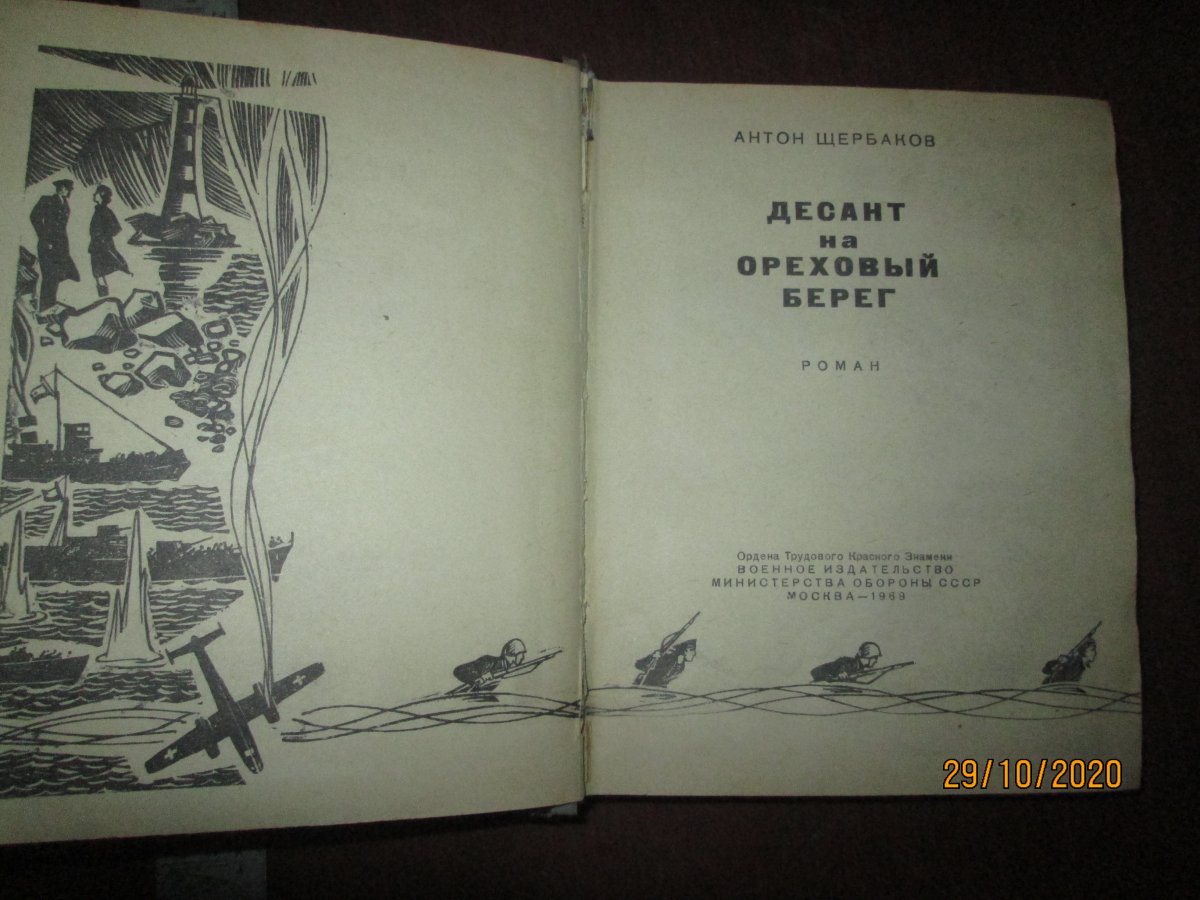 АНТОН ЩЕРБАКОВ
ДЕСАНТ
на
ОРЕХОВЫЙ
БЕРЕГ
РОМАН
Ордена Трудового Красного Знамени
ВОЕННОЕ ИЗДАТЕЛЬСТВО
МИНИСТЕРСТВА ОБОРОНЫ СССР
МОСКВА—1969
29/10/2020